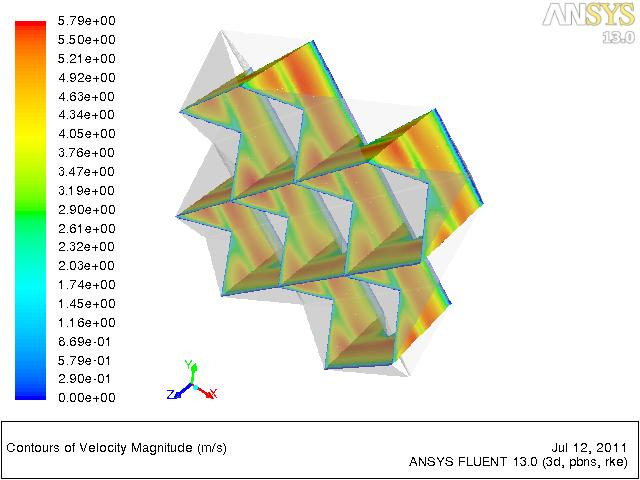 5.79e+00
5.50e+00
5.21e+00
4.92e+00
4.63e+00
4.34e+00
4.05e+00
3.76e+00
3.47e+00
3.19e+00
2.90e+00
2.61e+00
2.32e+00
2.03e+00
1.74e+00
1.45e+00
1.16e+00
8.69e-01
5.79e-01
2.90e-01
0.00e+00
ANSYS
13.0
Y
Z X
Contours of Velocity Magnitude (m/s)
Jul 12, 2011
ANSYS FLUENT 13.0 (3d, pbns, rke)